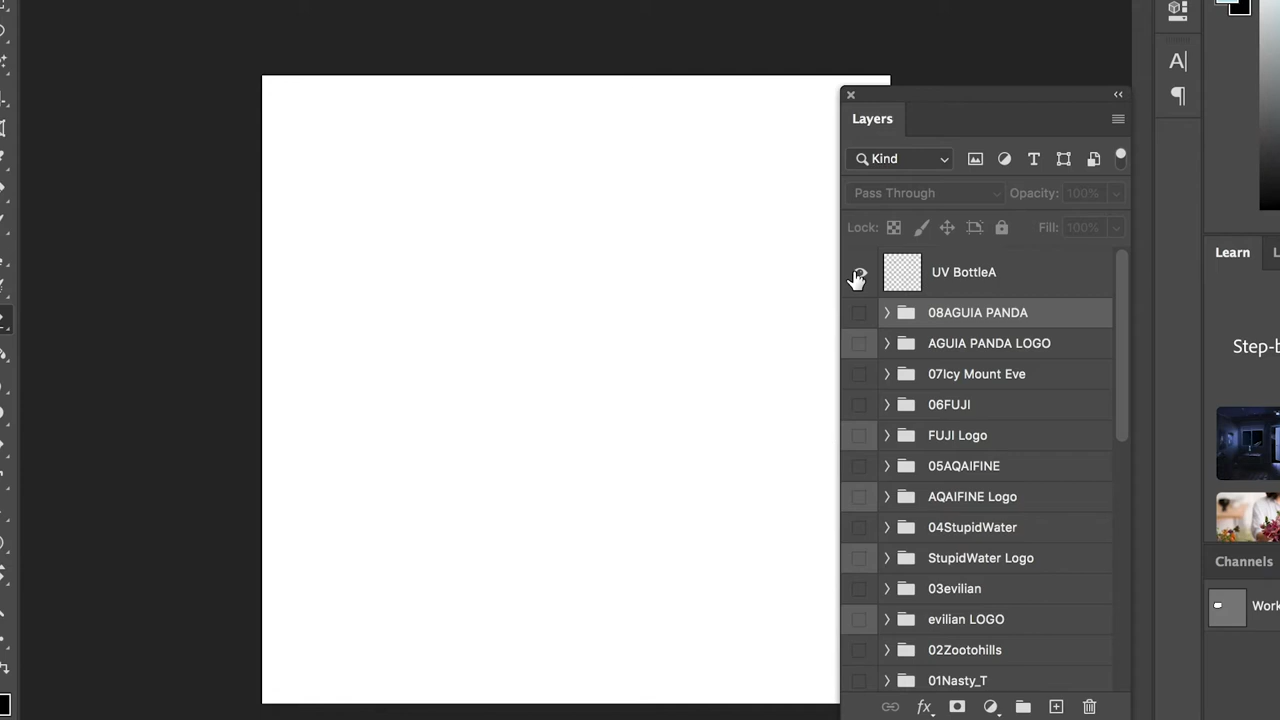 Layers
Kind
Pass Through
Opacity: 100%
Lock:
Fill: 100%
UV BottleA
08AGUIA PANDA
AGUIA PANDA LOGO
07Icy Mount Eve
06FUJI
FUJI Logo
05AQAIFINE
AQAIFINE Logo
04StupidWater
StupidWater Logo
03evilian
evilian LOGO
02Zootohills
01Nasty_T
fx
A
Learn
Step-b
Channels
Work